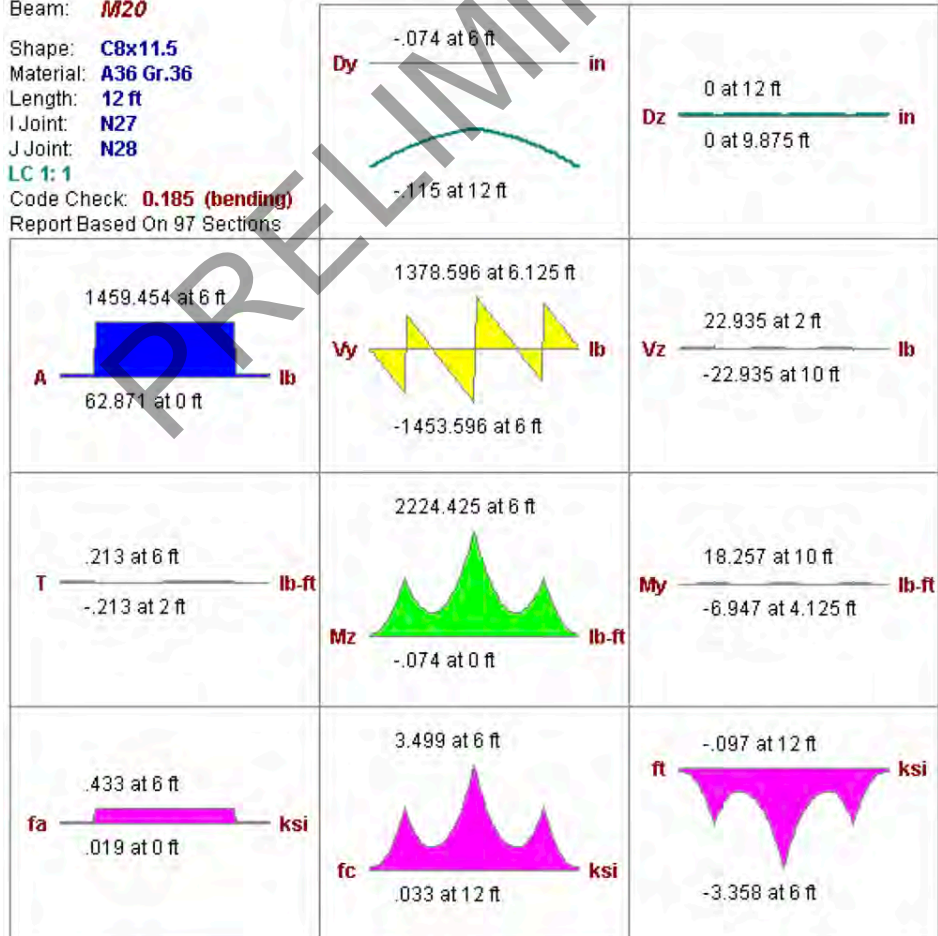 Beam: M20
Shape: C8x11.5
Material: A36 Gr.36
Length: 12 ft
I Joint: N27
J Joint: N28
LC 1: 1
Code Check: 0.185 (bending)
Report Based On 97 Sections
-.074 at 6 ft
Dy in
-.115 at 12 ft
0 at 12 ft
Dz in
0 at 9.875 ft
1459.454 at 6 ft
A lb
62.871 at 0 ft
1378.596 at 6.125 ft
Vy lb
-1453.596 at 6 ft
22.935 at 2 ft
Vz lb
-22.935 at 10 ft
.213 at 6 ft
T lb-ft
-.213 at 2 ft
2224.425 at 6 ft
Mz lb-ft
-.074 at 0 ft
18.257 at 10 ft
My lb-ft
-6.947 at 4.125 ft
.433 at 6 ft
fa ksi
.019 at 0 ft
3.499 at 6 ft
fc ksi
.033 at 12 ft
-.097 at 12 ft
ft ksi
-3.358 at 6 ft
PRELIMI